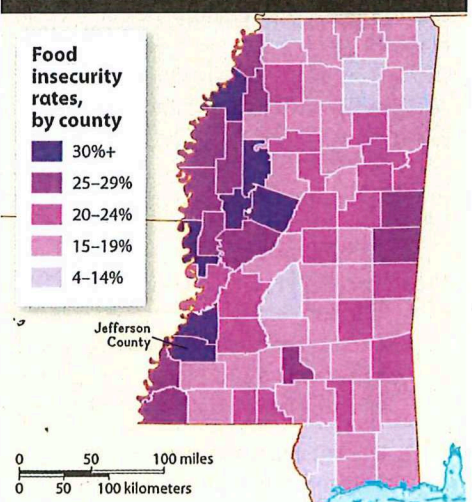 Food
insecurity
rates,
by county
30%+
25–29%
20–24%
15–19%
4–14%
Jefferson
County
0 50 100 miles
0 50 100 kilometers